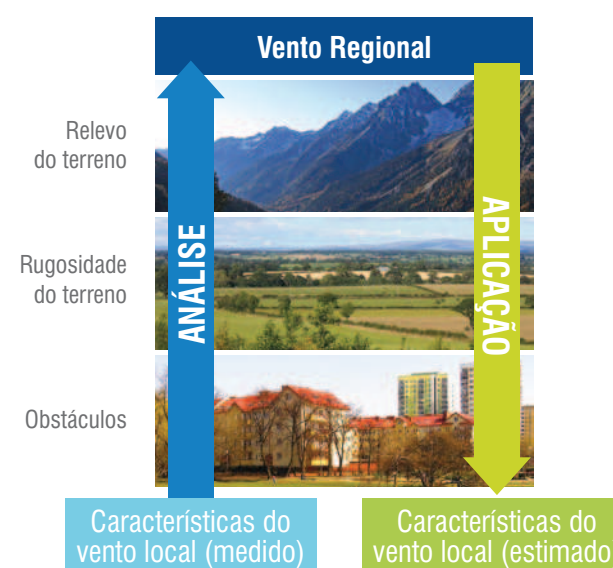 Vento Regional
Relevo
do terreno
Rugosidade
do terreno
Obstáculos
ANÁLISE
APLICAÇÃO
Características do
vento local (medido)
Características do
vento local (estimado